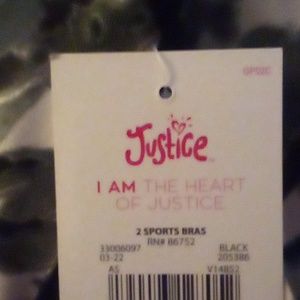 GPS2C
Justice
I AM THE HEART
OF JUSTICE
2 SPORTS BRAS
RN# 86752
33006097 BLACK
03-22 205386
AS V14852